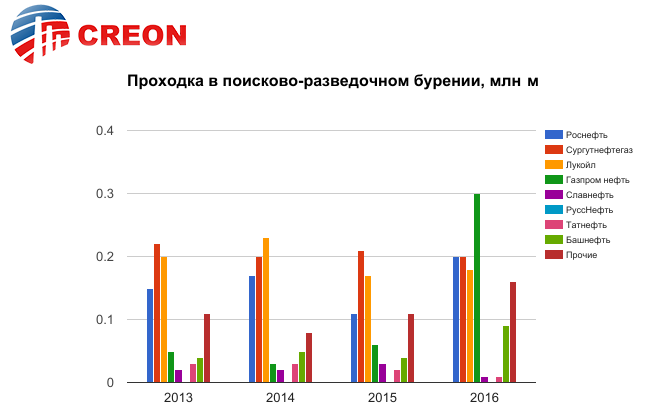 CREON
Проходка в поисково-разведочном бурении, млн м
0.4
0.3
0.2
0.1
0
2013
2014
2015
2016
Роснефть
Сургутнефтегаз
Лукойл
Газпром нефть
Славнефть
РуссНефть
Татнефть
Башнефть
Прочие